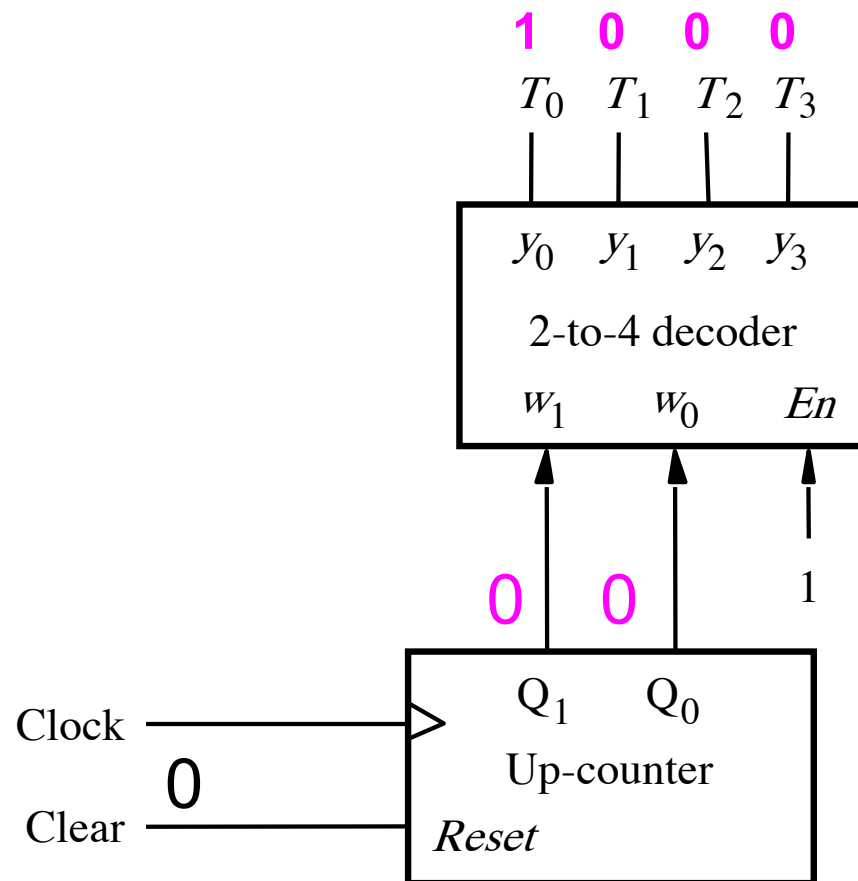 1 0 0 0
T0 T1 T2 T3
y0 y1 y2 y3
2-to-4 decoder
w1 w0 En
0 0 1
Q1 Q0
Clock
Up-counter
0
Clear
Reset